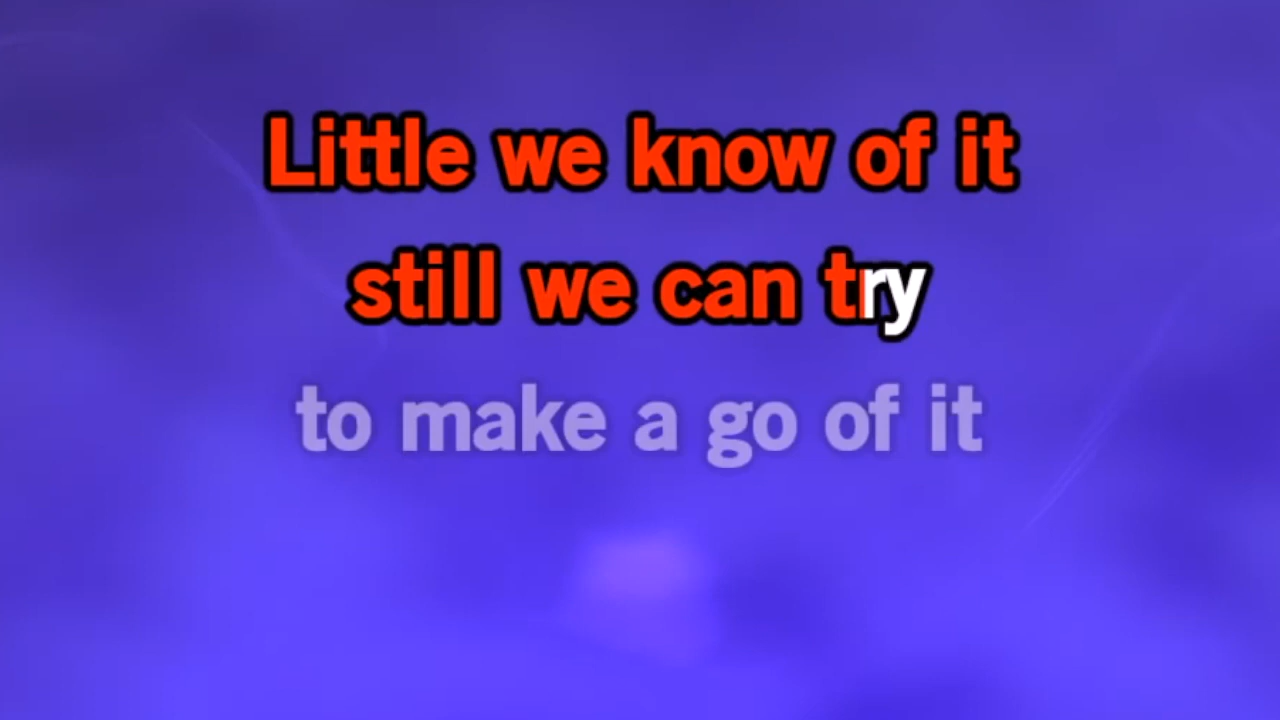 Little we know of it
still we can try
to make a go of it